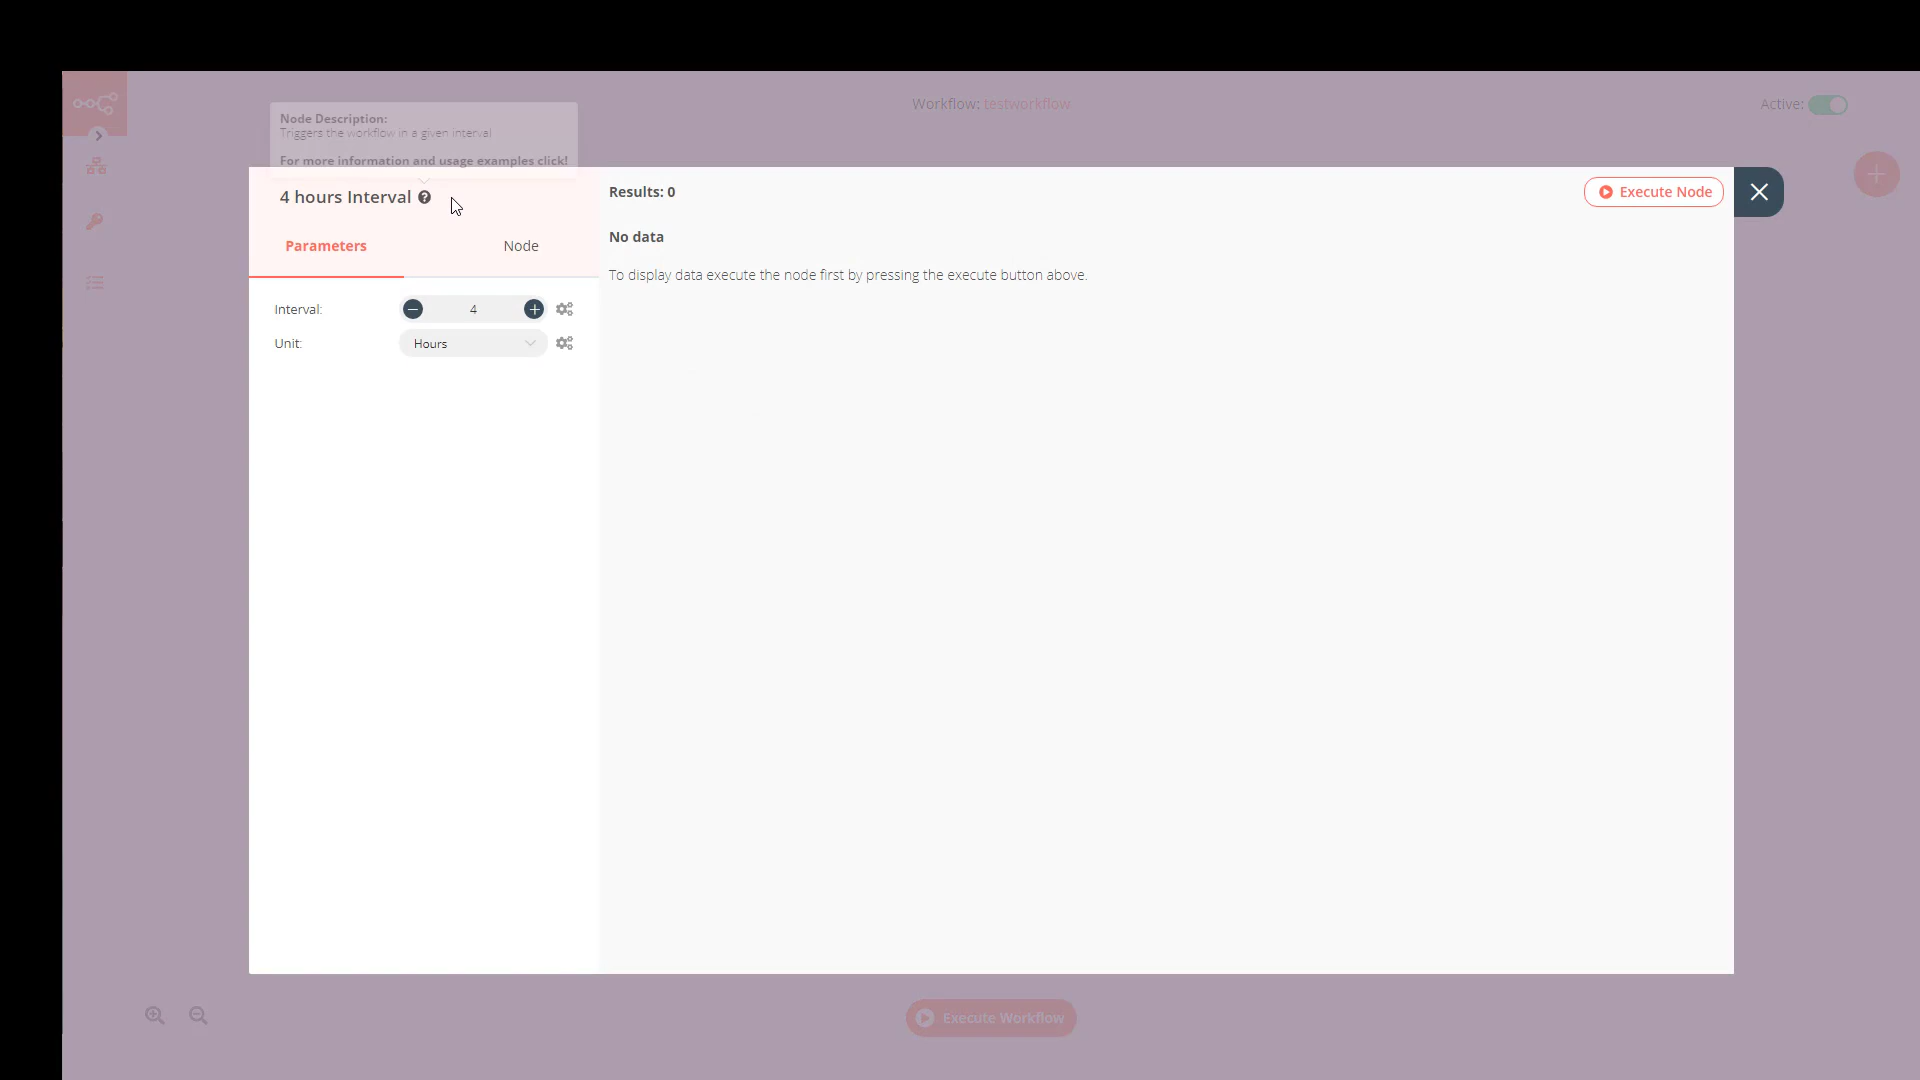 Workflow: testworkflow
Active:
Node Description:
Triggers the workflow in a given interval
For more information and usage examples click!
4 hours Interval
Results: 0
Execute Node
Parameters
Node
No data
To display data execute the node first by pressing the execute button above.
Interval:
4
Unit:
Hours
Execute Workflow